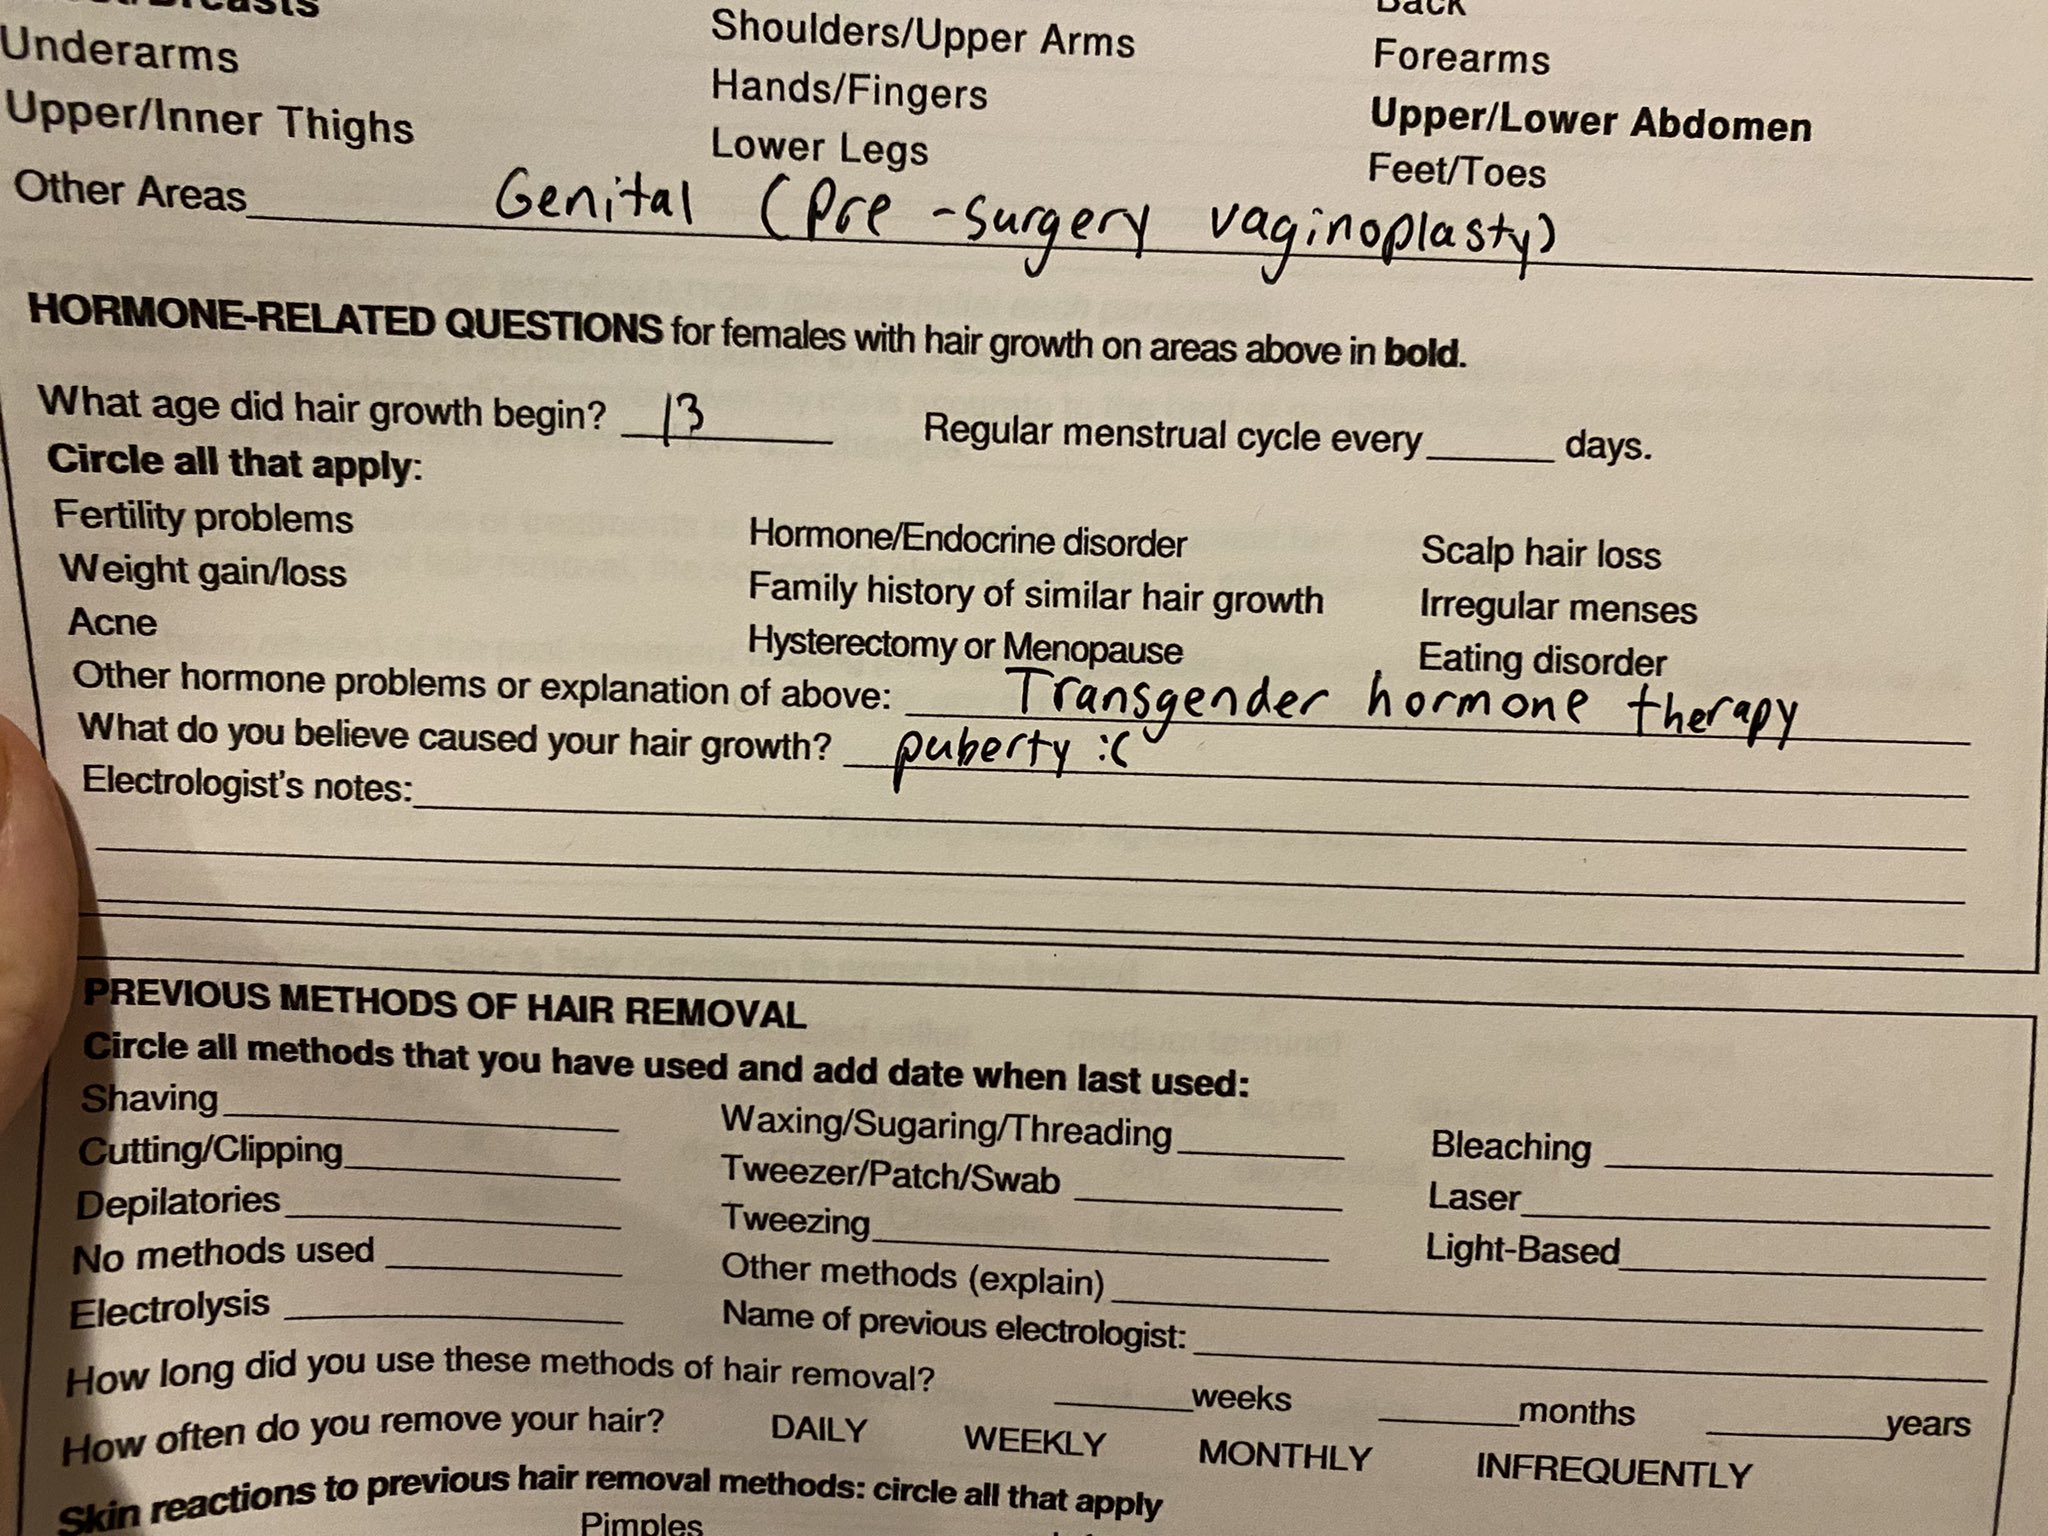 Back
Underarms Shoulders/Upper Arms Forearms
Upper/Inner Thighs Hands/Fingers Upper/Lower Abdomen
Lower Legs Feet/Toes
Other Areas Genital (pre-surgery vaginoplasty)
HORMONE-RELATED QUESTIONS for females with hair growth on areas above in bold.
What age did hair growth begin? 13 Regular menstrual cycle every______ days.
Circle all that apply:
Fertility problems Hormone/Endocrine disorder Scalp hair loss
Weight gain/loss Family history of similar hair growth Irregular menses
Acne Hysterectomy or Menopause Eating disorder
Other hormone problems or explanation of above: Transgender hormone therapy
What do you believe caused your hair growth? puberty :(
Electrologist's notes:
PREVIOUS METHODS OF HAIR REMOVAL
Circle all methods that you have used and add date when last used:
Shaving Waxing/Sugaring/Threading Bleaching
Cutting/Clipping Tweezer/Patch/Swab Laser
Depilatories Tweezing Light-Based
No methods used Other methods (explain)
Electrolysis Name of previous electrologist:
How long did you use these methods of hair removal? weeks months years
How often do you remove your hair? DAILY WEEKLY MONTHLY INFREQUENTLY
Skin reactions to previous hair removal methods: circle all that apply
Pimples